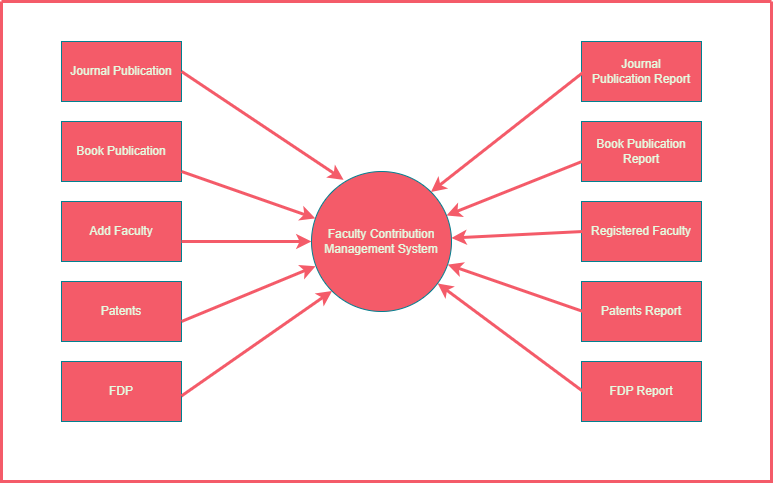 Journal Publication
Book Publication
Add Faculty
Patents
FDP
Faculty Contribution
Management System
Journal
Publication Report
Book Publication
Report
Registered Faculty
Patents Report
FDP Report